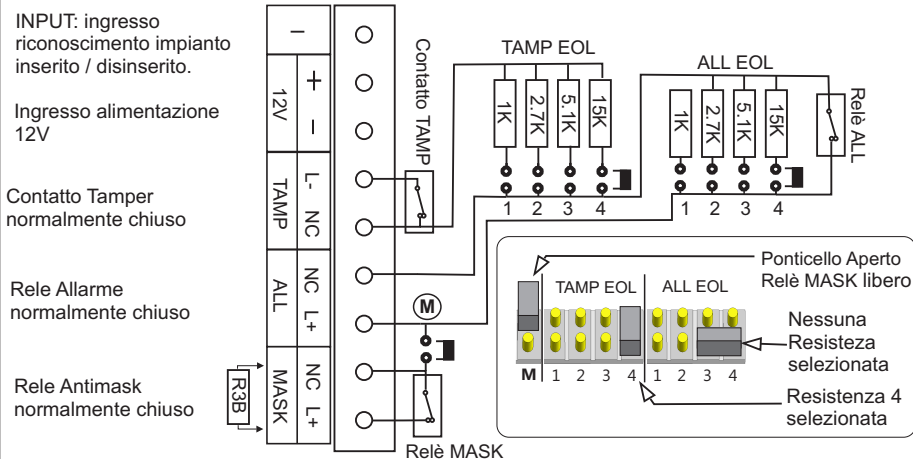 INPUT: ingresso
riconoscimento impianto
inserito / disinserito.
Ingresso alimentazione
12V
Contatto Tamper
normalmente chiuso
Rele Allarme
normalmente chiuso
Rele Antimask
normalmente chiuso
R3B
–
+
–
12V
L-
NC
TAMP
NC
L+
ALL
NC
L+
MASK
Contatto TAMP
M
Relè MASK
TAMP EOL
1K
2.7K
5.1K
15K
1 2 3 4
ALL EOL
1K
2.7K
5.1K
15K
1 2 3 4
Relè ALL
Ponticello Aperto
Relè MASK libero
TAMP EOL
ALL EOL
Nessuna
Resisteza
selezionata
M 1 2 3 4 1 2 3 4
Resistenza 4
selezionata